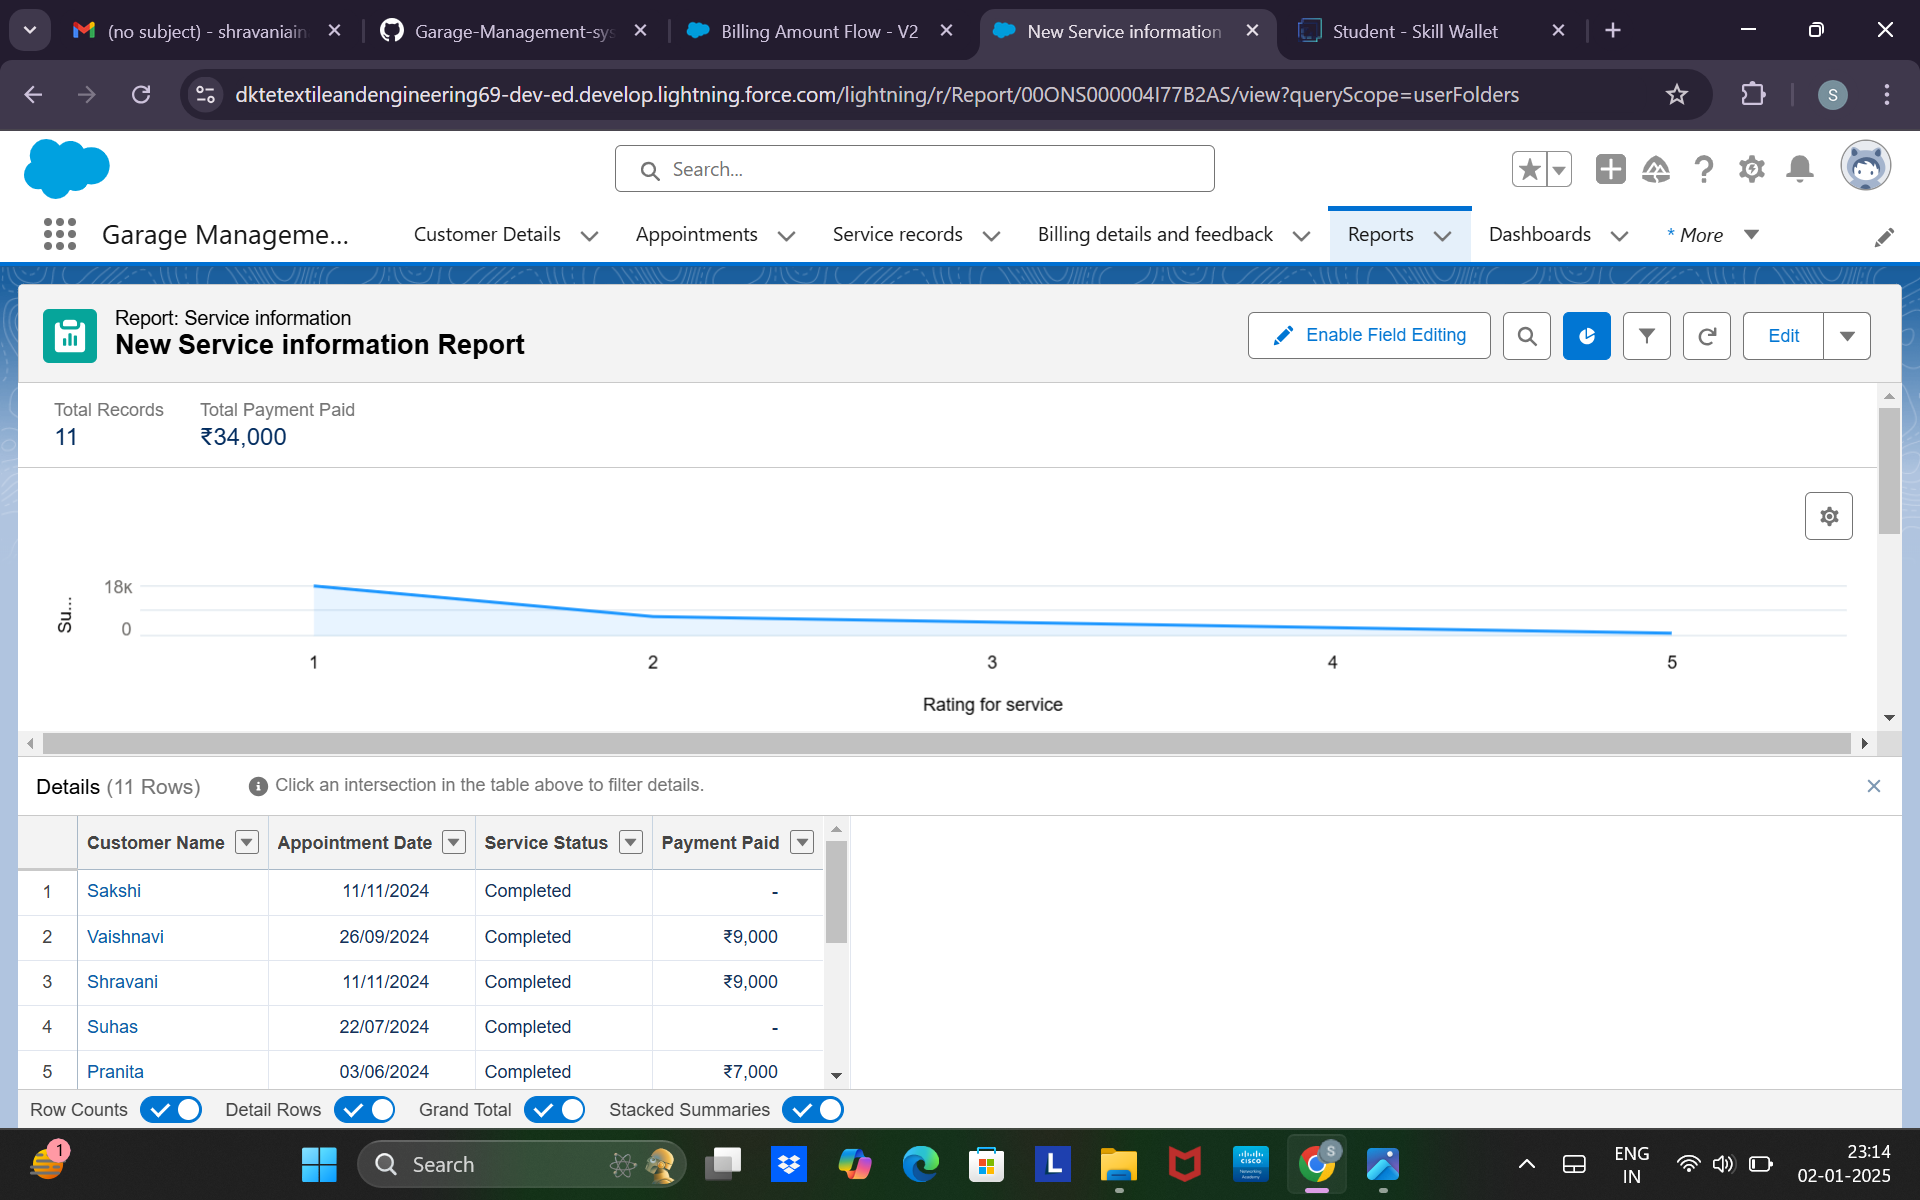 (no subject) - shravaniain
Garage-Management-sys
Billing Amount Flow - V2
New Service information
Student - Skill Wallet
dktetextileandengineering69-dev-ed.develop.lightning.force.com/lightning/r/Report/00ONS000004I77B2AS/view?queryScope=userFolders
S
Search...
Garage Manageme...
Customer Details
Appointments
Service records
Billing details and feedback
Reports
Dashboards
* More
Report: Service information
New Service information Report
Enable Field Editing
Edit
Total Records
11
Total Payment Paid
₹34,000
Su...
18K
0
1 2 3 4 5
Rating for service
Details (11 Rows)
Click an intersection in the table above to filter details.
Customer Name Appointment Date Service Status Payment Paid
1 Sakshi 11/11/2024 Completed -
2 Vaishnavi 26/09/2024 Completed ₹9,000
3 Shravani 11/11/2024 Completed ₹9,000
4 Suhas 22/07/2024 Completed -
5 Pranita 03/06/2024 Completed ₹7,000
Row Counts Detail Rows Grand Total Stacked Summaries
1
Search
L
CISCO
S
ENG
IN
23:14
02-01-2025